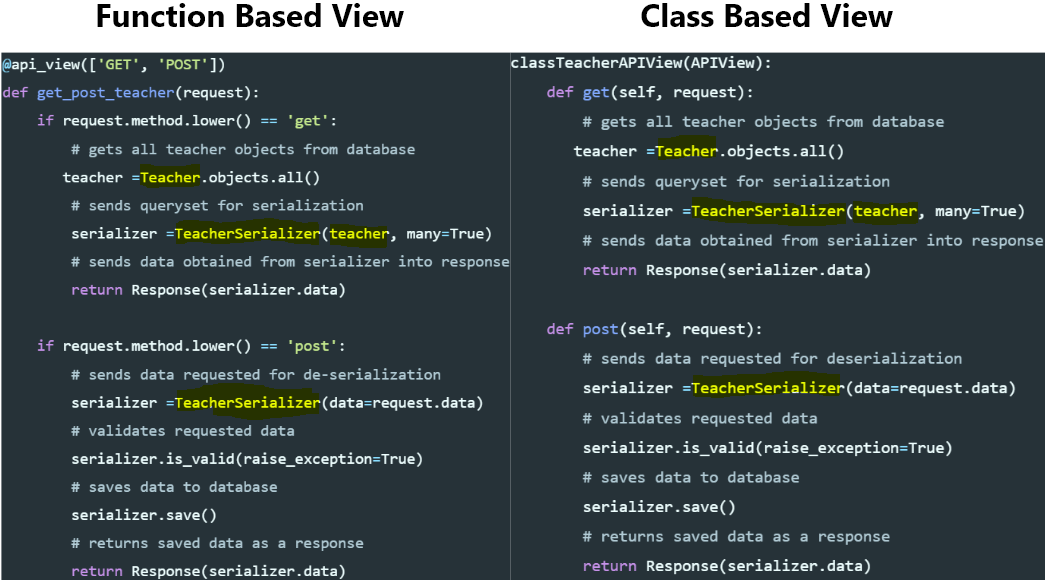 Function Based View
@api_view(['GET', 'POST'])
def get_post_teacher(request):
    if request.method.lower() == 'get':
        # gets all teacher objects from database
       teacher =Teacher.objects.all()
        # sends queryset for serialization
        serializer =TeacherSerializer(teacher, many=True)
        # sends data obtained from serializer into response
        return Response(serializer.data)

    if request.method.lower() == 'post':
        # sends data requested for de-serialization
        serializer =TeacherSerializer(data=request.data)
        # validates requested data
        serializer.is_valid(raise_exception=True)
        # saves data to database
        serializer.save()
        # returns saved data as a response
        return Response(serializer.data)
Class Based View
classTeacherAPIView(APIView):
    def get(self, request):
        # gets all teacher objects from database
       teacher =Teacher.objects.all()
        # sends queryset for serialization
        serializer =TeacherSerializer(teacher, many=True)
        # sends data obtained from serializer into response
        return Response(serializer.data)

    def post(self, request):
        # sends data requested for deserialization
        serializer =TeacherSerializer(data=request.data)
        # validates requested data
        serializer.is_valid(raise_exception=True)
        # saves data to database
        serializer.save()
        # returns saved data as a response
        return Response(serializer.data)